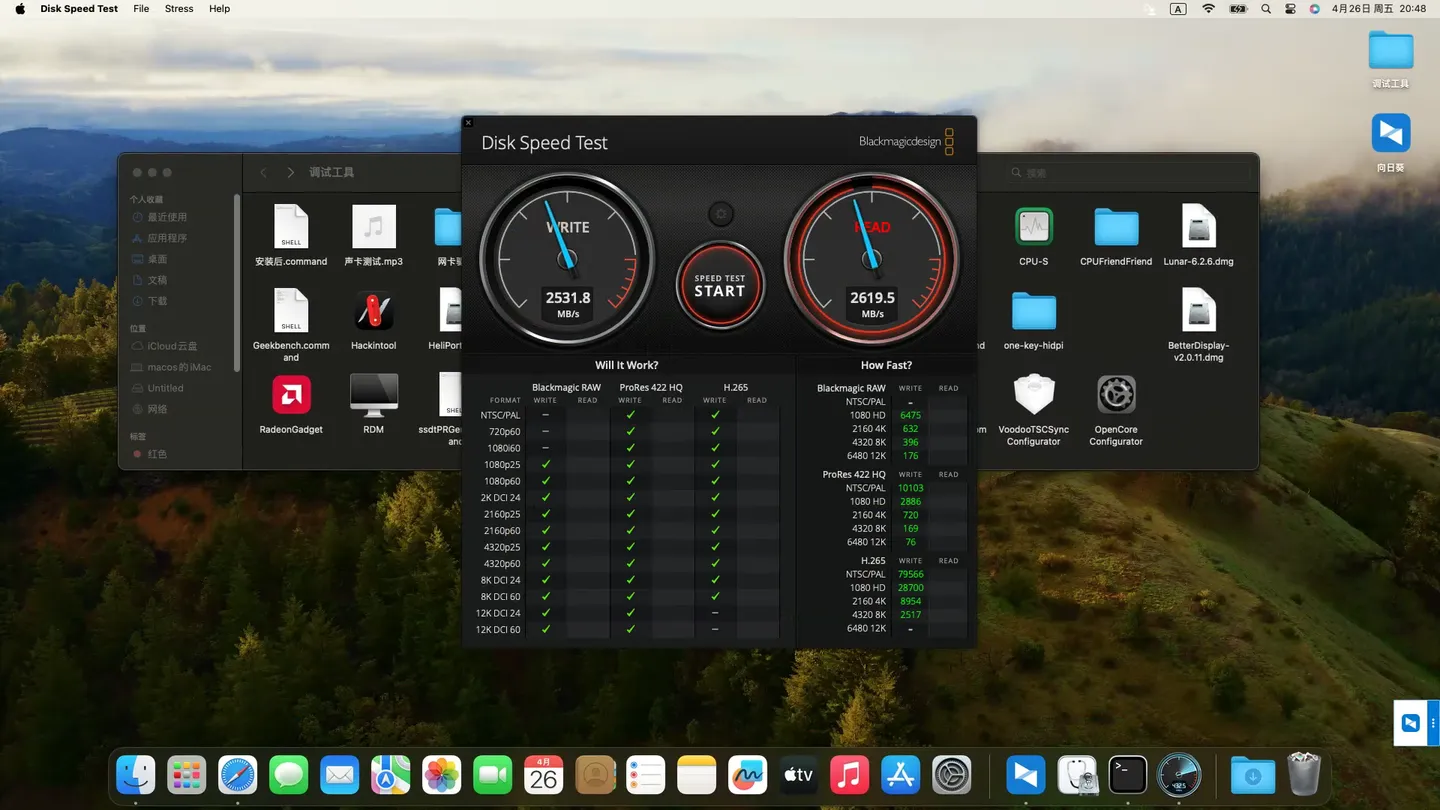 Disk Speed Test File Stress Help
A
4月26日 周五 20:48
调试工具
向日葵
个人收藏
最近使用
应用程序
桌面
文稿
下载
位置
iCloud云盘
macos的iMac
Untitled
网络
标签
红色
调试工具
搜索
SHELL
安装后.command
声卡测试.mp3
CPU-S
CPUFriendFriend
Lunar-6.2.6.dmg
SHELL
Geekbench.comm
and
Hackintool
one-key-hidpi
BetterDisplay-
v2.0.11.dmg
RadeonGadget
RDM
VoodooTSCSync
Configurator
OpenCore
Configurator
Disk Speed Test
Blackmagicdesign
WRITE
2531.8
MB/s
SPEED TEST
START
READ
2619.5
MB/s
Will It Work?
Blackmagic RAW ProRes 422 HQ H.265
FORMAT WRITE READ WRITE READ WRITE READ
NTSC/PAL – ✓ ✓
720p60 – ✓ ✓
1080i60 – ✓ ✓
1080p25 ✓ ✓ ✓
1080p60 ✓ ✓ ✓
2K DCI 24 ✓ ✓ ✓
2160p25 ✓ ✓ ✓
2160p60 ✓ ✓ ✓
4320p25 ✓ ✓ ✓
4320p60 ✓ ✓ ✓
8K DCI 24 ✓ ✓ ✓
8K DCI 60 ✓ ✓ ✓
12K DCI 24 ✓ ✓ –
12K DCI 60 ✓ ✓ –
How Fast?
Blackmagic RAW WRITE READ
NTSC/PAL –
1080 HD 6475
2160 4K 632
4320 8K 396
6480 12K 176
ProRes 422 HQ WRITE READ
NTSC/PAL 10103
1080 HD 2886
2160 4K 720
4320 8K 169
6480 12K 76
H.265 WRITE READ
NTSC/PAL 79566
1080 HD 28700
2160 4K 8954
4320 8K 2517
6480 12K –
4月
26
tv
>_